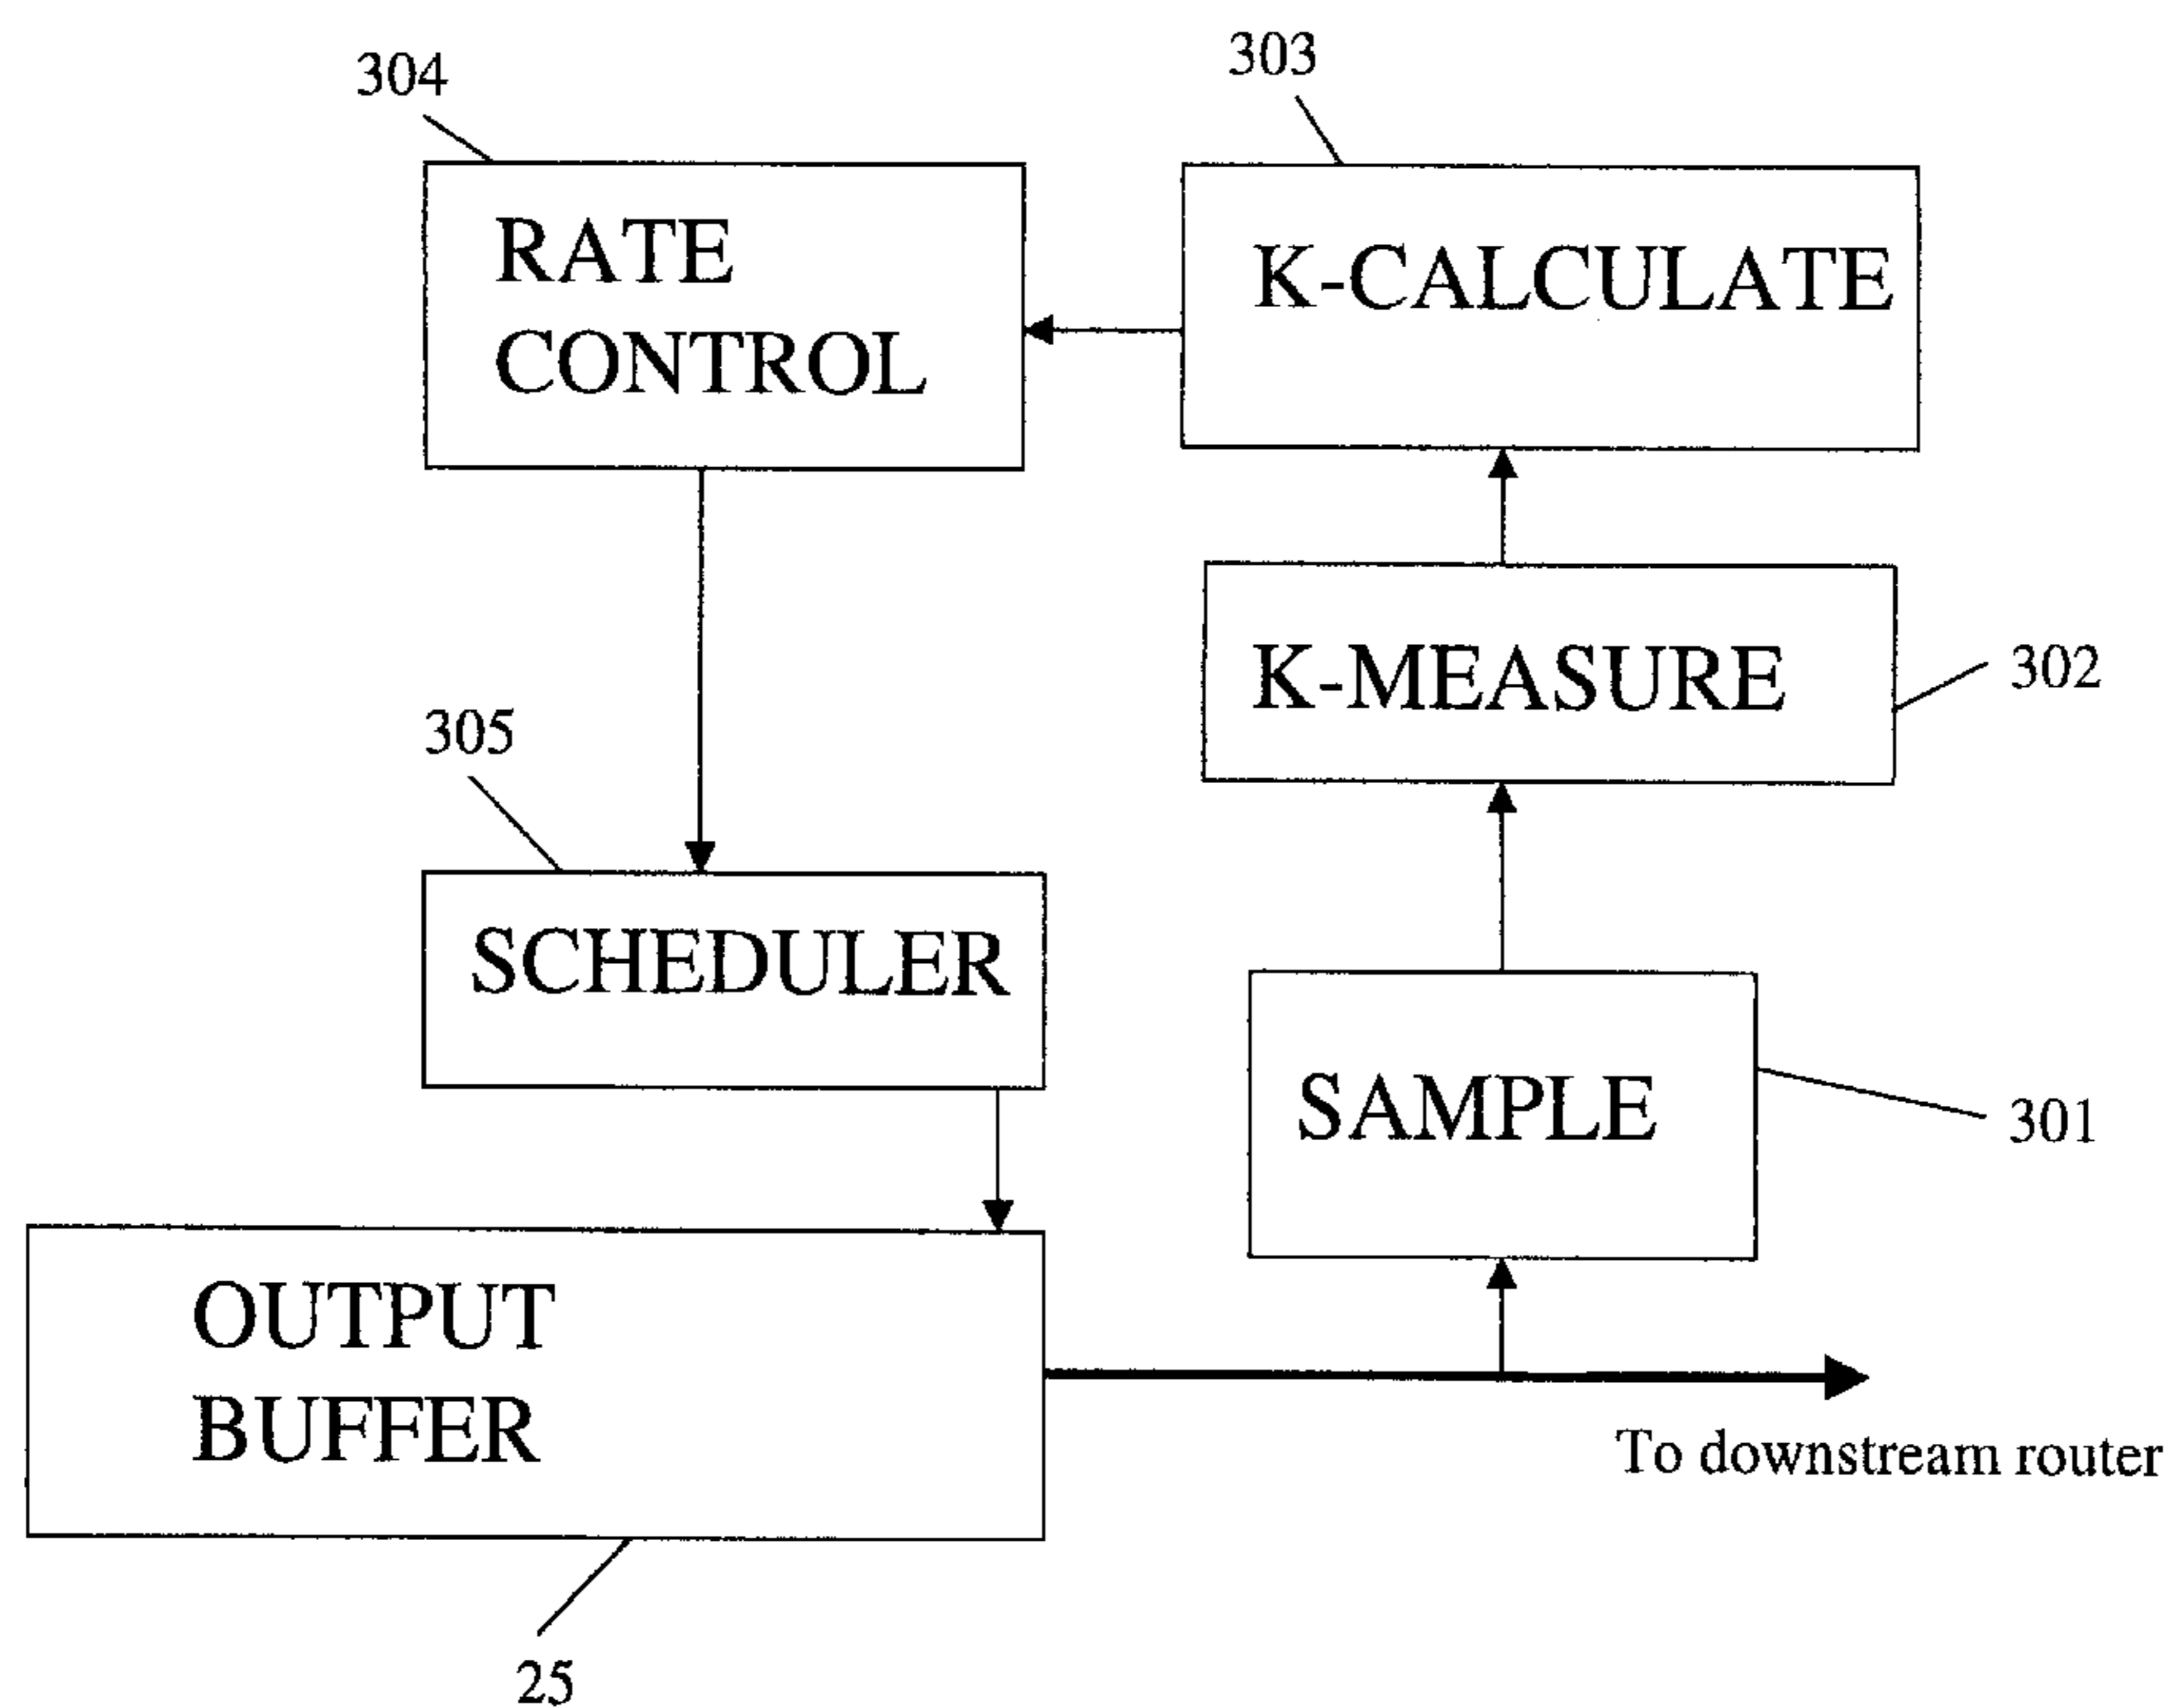 304
303
RATE
CONTROL
K-CALCULATE
K-MEASURE
302
305
SCHEDULER
SAMPLE
301
OUTPUT
BUFFER
To downstream router
25